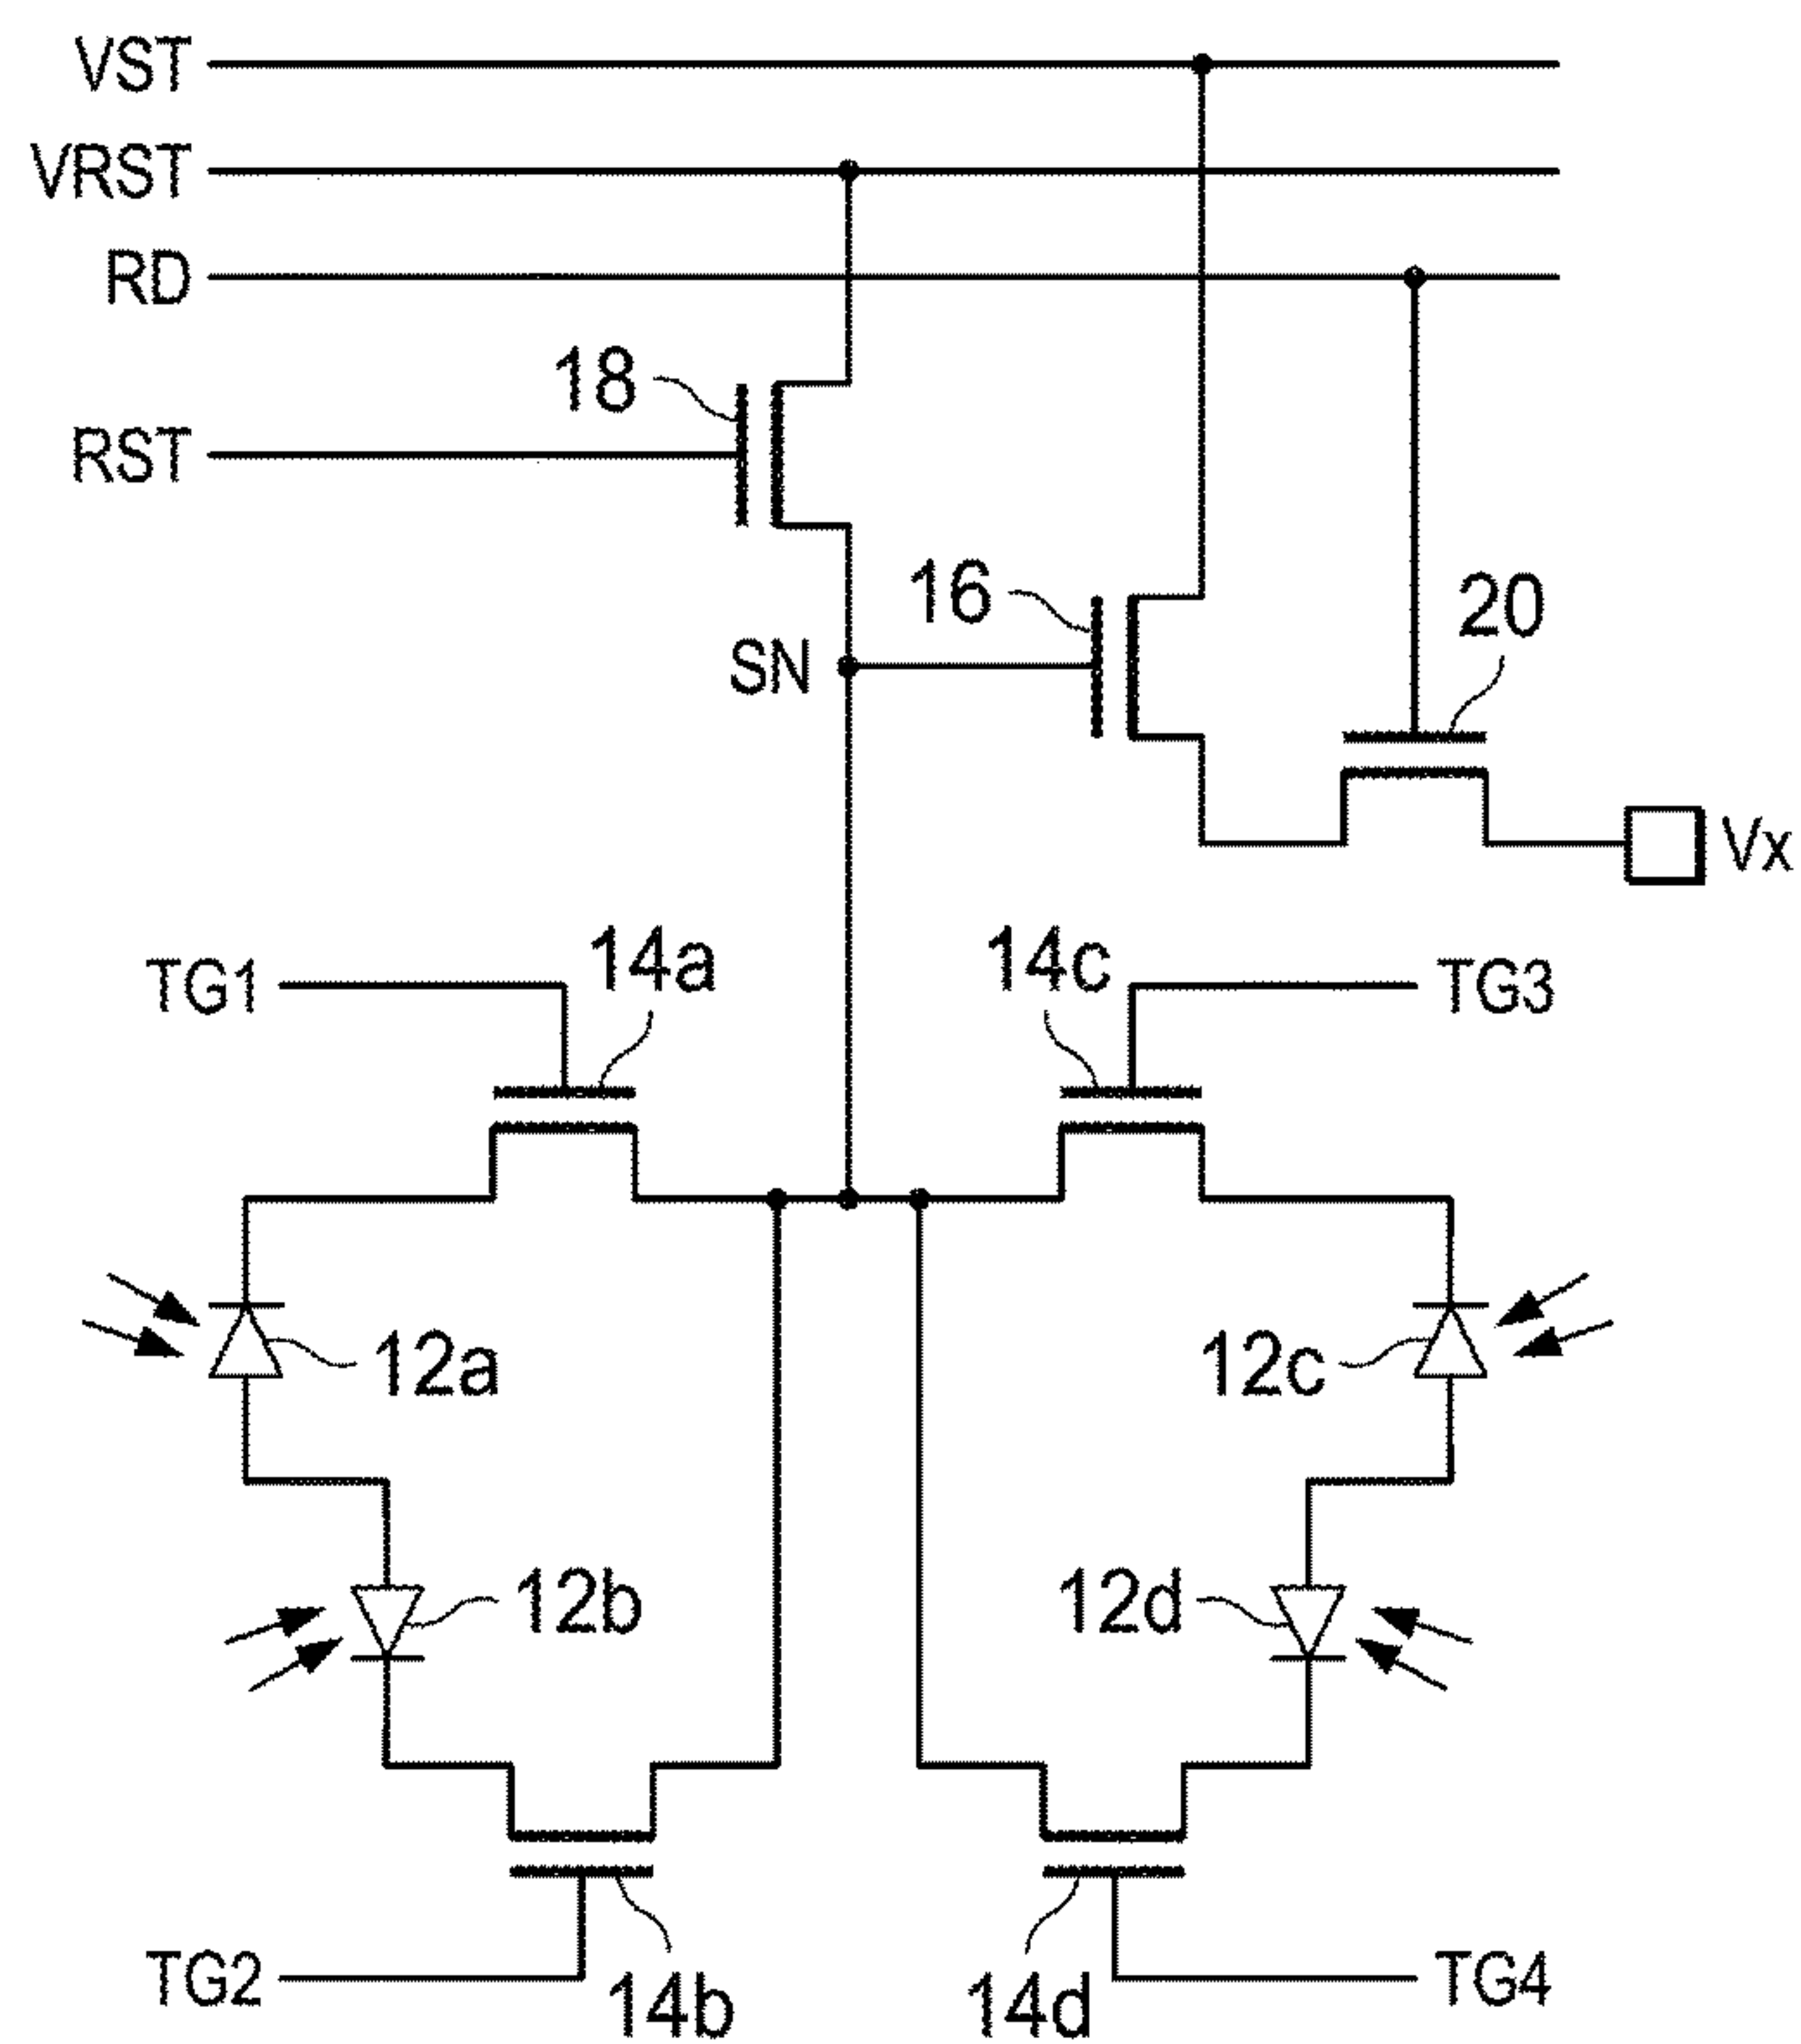 VST
VRST
RD
18
RST
16
20
SN
Vx
14a
14c
TG1
TG3
12a
12c
12b
12d
TG2
TG4
14b
14d